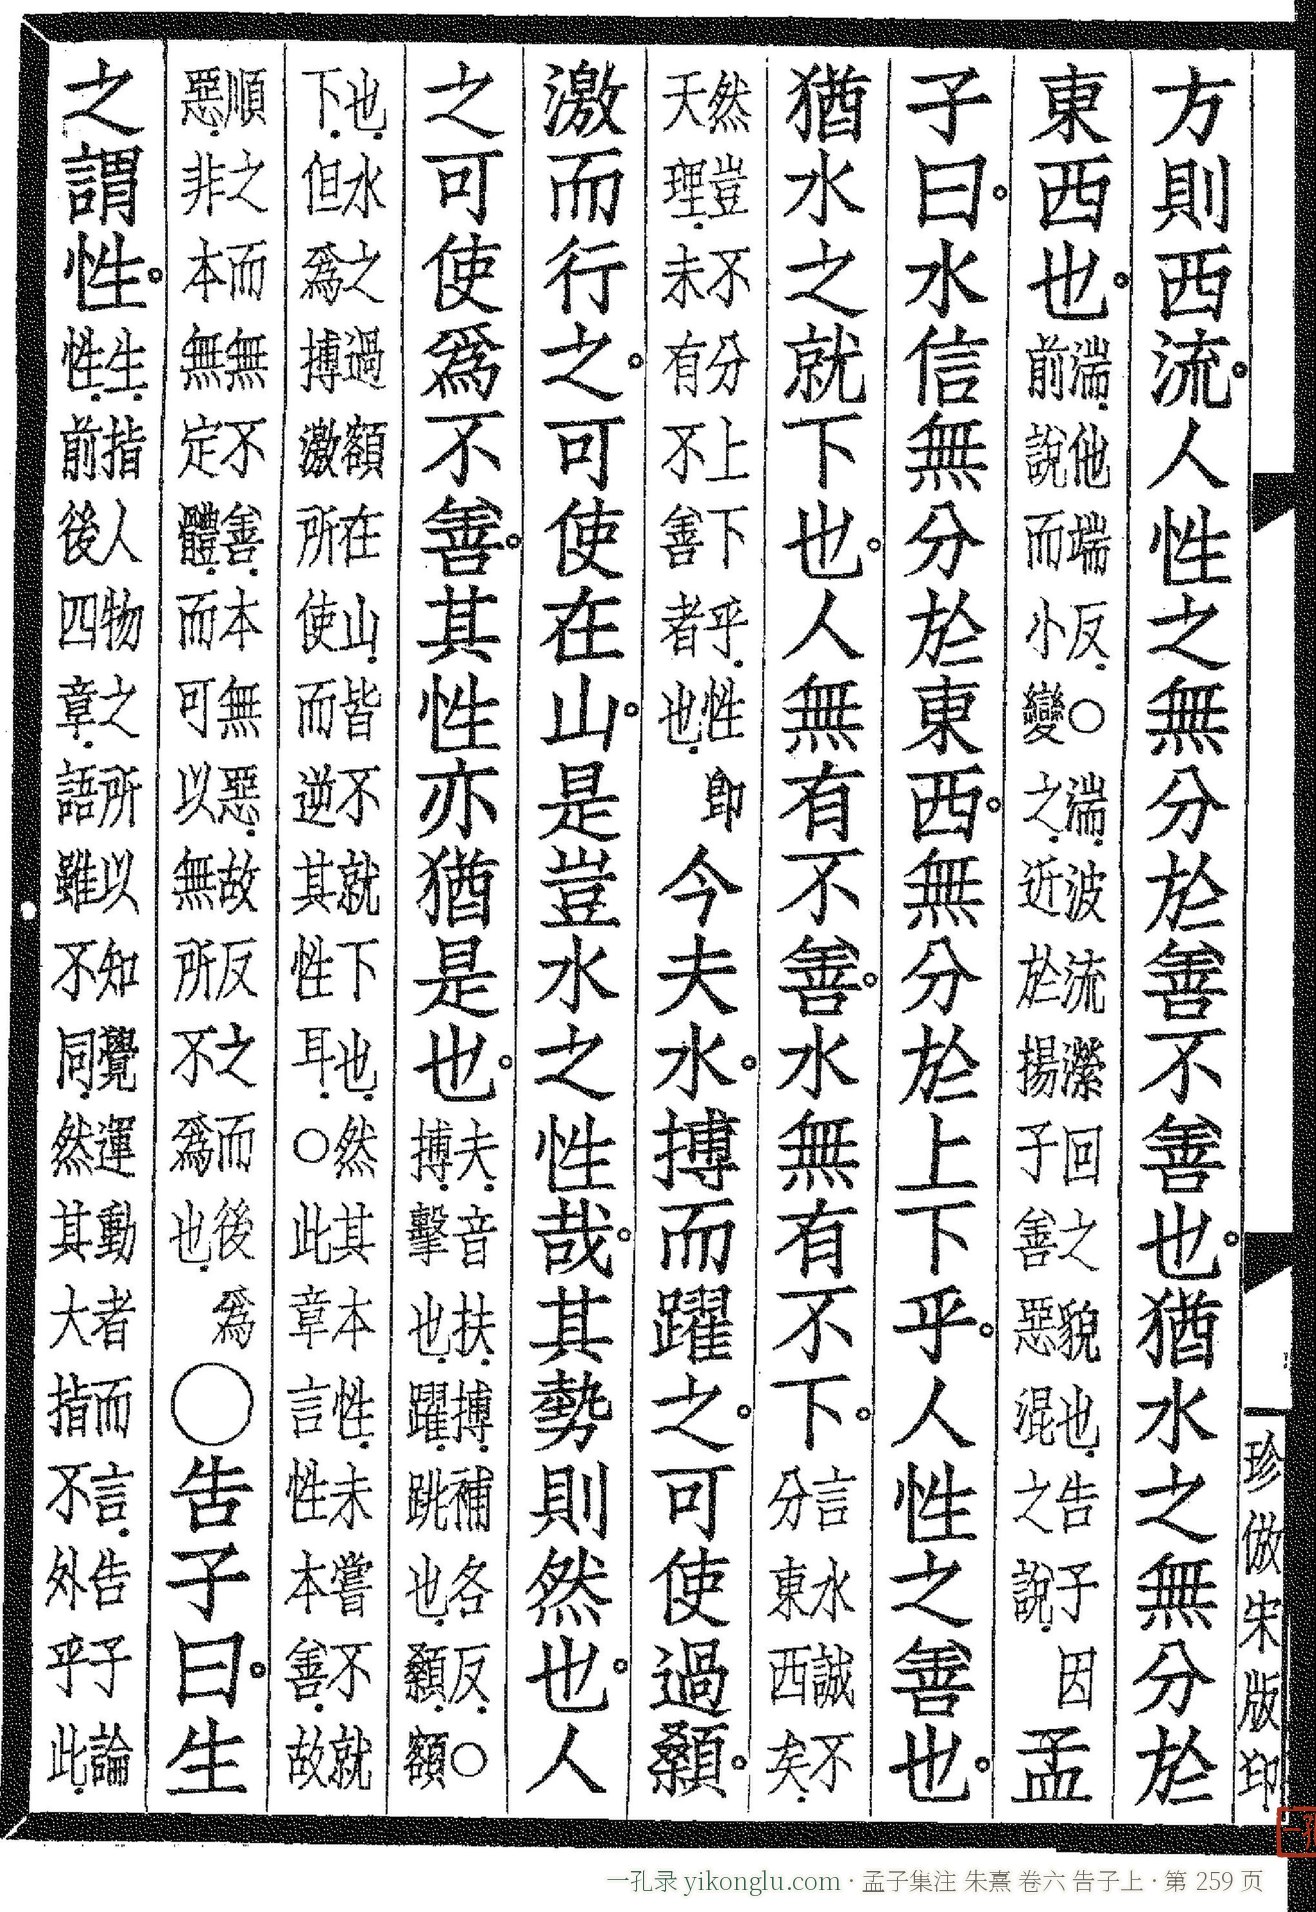 珍倣宋版印
方則西流。人性之無分於善不善也。猶水之無分於
東西也。湍。他端反。○湍。波流瀠回之貌也。告子因前說而小變之。近於揚子善惡混之說。孟
子曰。水信無分於東西。無分於上下乎。人性之善也。
猶水之就下也。人無有不善。水無有不下。言水誠不分東西矣。
然豈不分上下乎。性即天理。未有不善者也。今夫水。搏而躍之。可使過顙。
激而行之。可使在山。是豈水之性哉。其勢則然也。人
之可使爲不善。其性亦猶是也。夫。音扶。搏。補各反。○搏。擊也。躍。跳也。顙。額
也。水之過額在山。皆不就下也。然其本性。未嘗不就下。但爲搏激所使而逆其性耳。○此章言性本善。故
順之而無不善。本無惡。故反之而後爲惡。非本無定體。而可以無所不爲也。○告子曰。生
之謂性。生。指人物之所以知覺運動者而言。告子論性。前後四章。語雖不同。然其大指不外乎此。
一孔录 yikonglu.com · 孟子集注 朱熹 卷六 告子上 · 第 259 页